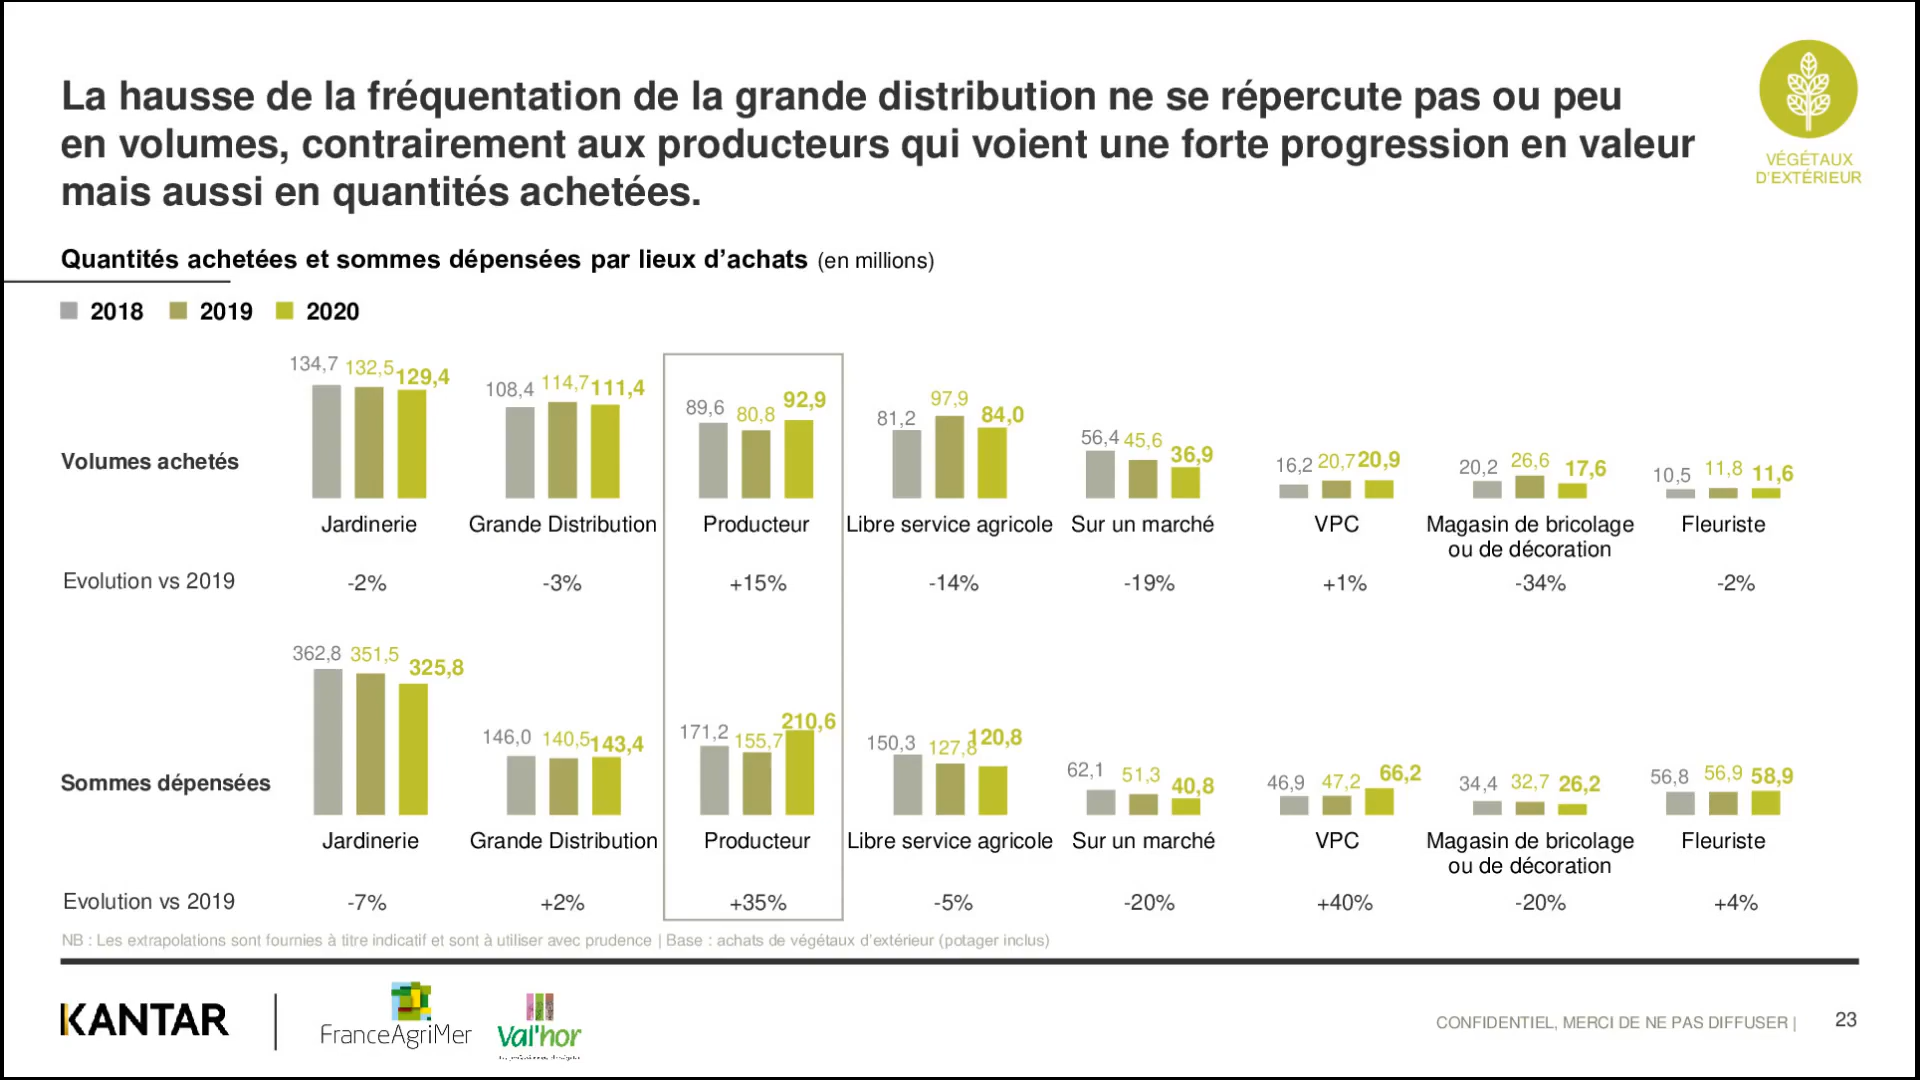 La hausse de la fréquentation de la grande distribution ne se répercute pas ou peu
en volumes, contrairement aux producteurs qui voient une forte progression en valeur
mais aussi en quantités achetées.
VÉGÉTAUX
D'EXTÉRIEUR
Quantités achetées et sommes dépensées par lieux d'achats (en millions)
2018 2019 2020
Volumes achetés
134,7 132,5 129,4
108,4 114,7 111,4
89,6 80,8 92,9
81,2 97,9 84,0
56,4 45,6 36,9
16,2 20,7 20,9
20,2 26,6 17,6
10,5 11,8 11,6
Jardinerie
Grande Distribution
Producteur
Libre service agricole
Sur un marché
VPC
Magasin de bricolage
ou de décoration
Fleuriste
Evolution vs 2019 -2% -3% +15% -14% -19% +1% -34% -2%
Sommes dépensées
362,8 351,5 325,8
146,0 140,5 143,4
171,2 155,7 210,6
150,3 127,8 120,8
62,1 51,3 40,8
46,9 47,2 66,2
34,4 32,7 26,2
56,8 56,9 58,9
Jardinerie
Grande Distribution
Producteur
Libre service agricole
Sur un marché
VPC
Magasin de bricolage
ou de décoration
Fleuriste
Evolution vs 2019 -7% +2% +35% -5% -20% +40% -20% +4%
NB : Les extrapolations sont fournies à titre indicatif et sont à utiliser avec prudence | Base : achats de végétaux d'extérieur (potager inclus)
KANTAR
FranceAgriMer
Val'hor
CONFIDENTIEL, MERCI DE NE PAS DIFFUSER |
23